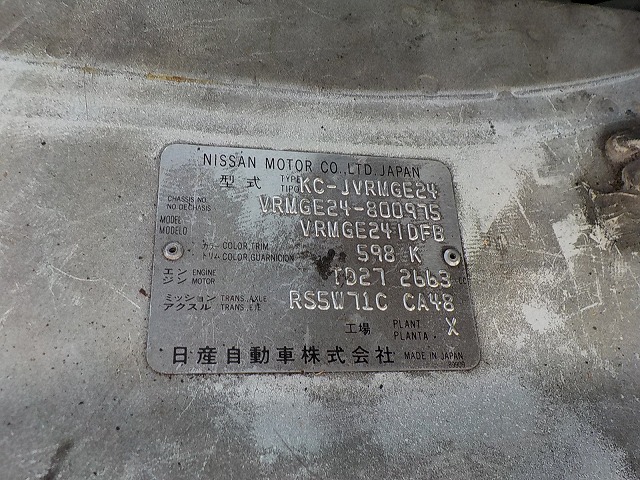 NISSAN MOTOR CO.,LTD.JAPAN
型式 TYPE TIPO KC-JVRMGE24
CHASSIS NO. NO DECHASIS VRMGE24-800975
MODEL MODELO VRMGE24IDFB
カラー COLOR,TRIM トリム COLOR,GUARNICION 598 K
エンジン ENGINE MOTOR TD27 2663 cc
ミッション アクスル TRANS.,AXLE TRANS.,EJE RS5W71C CA48
工場 PLANT PLANTA X
日産自動車株式会社 MADE IN JAPAN